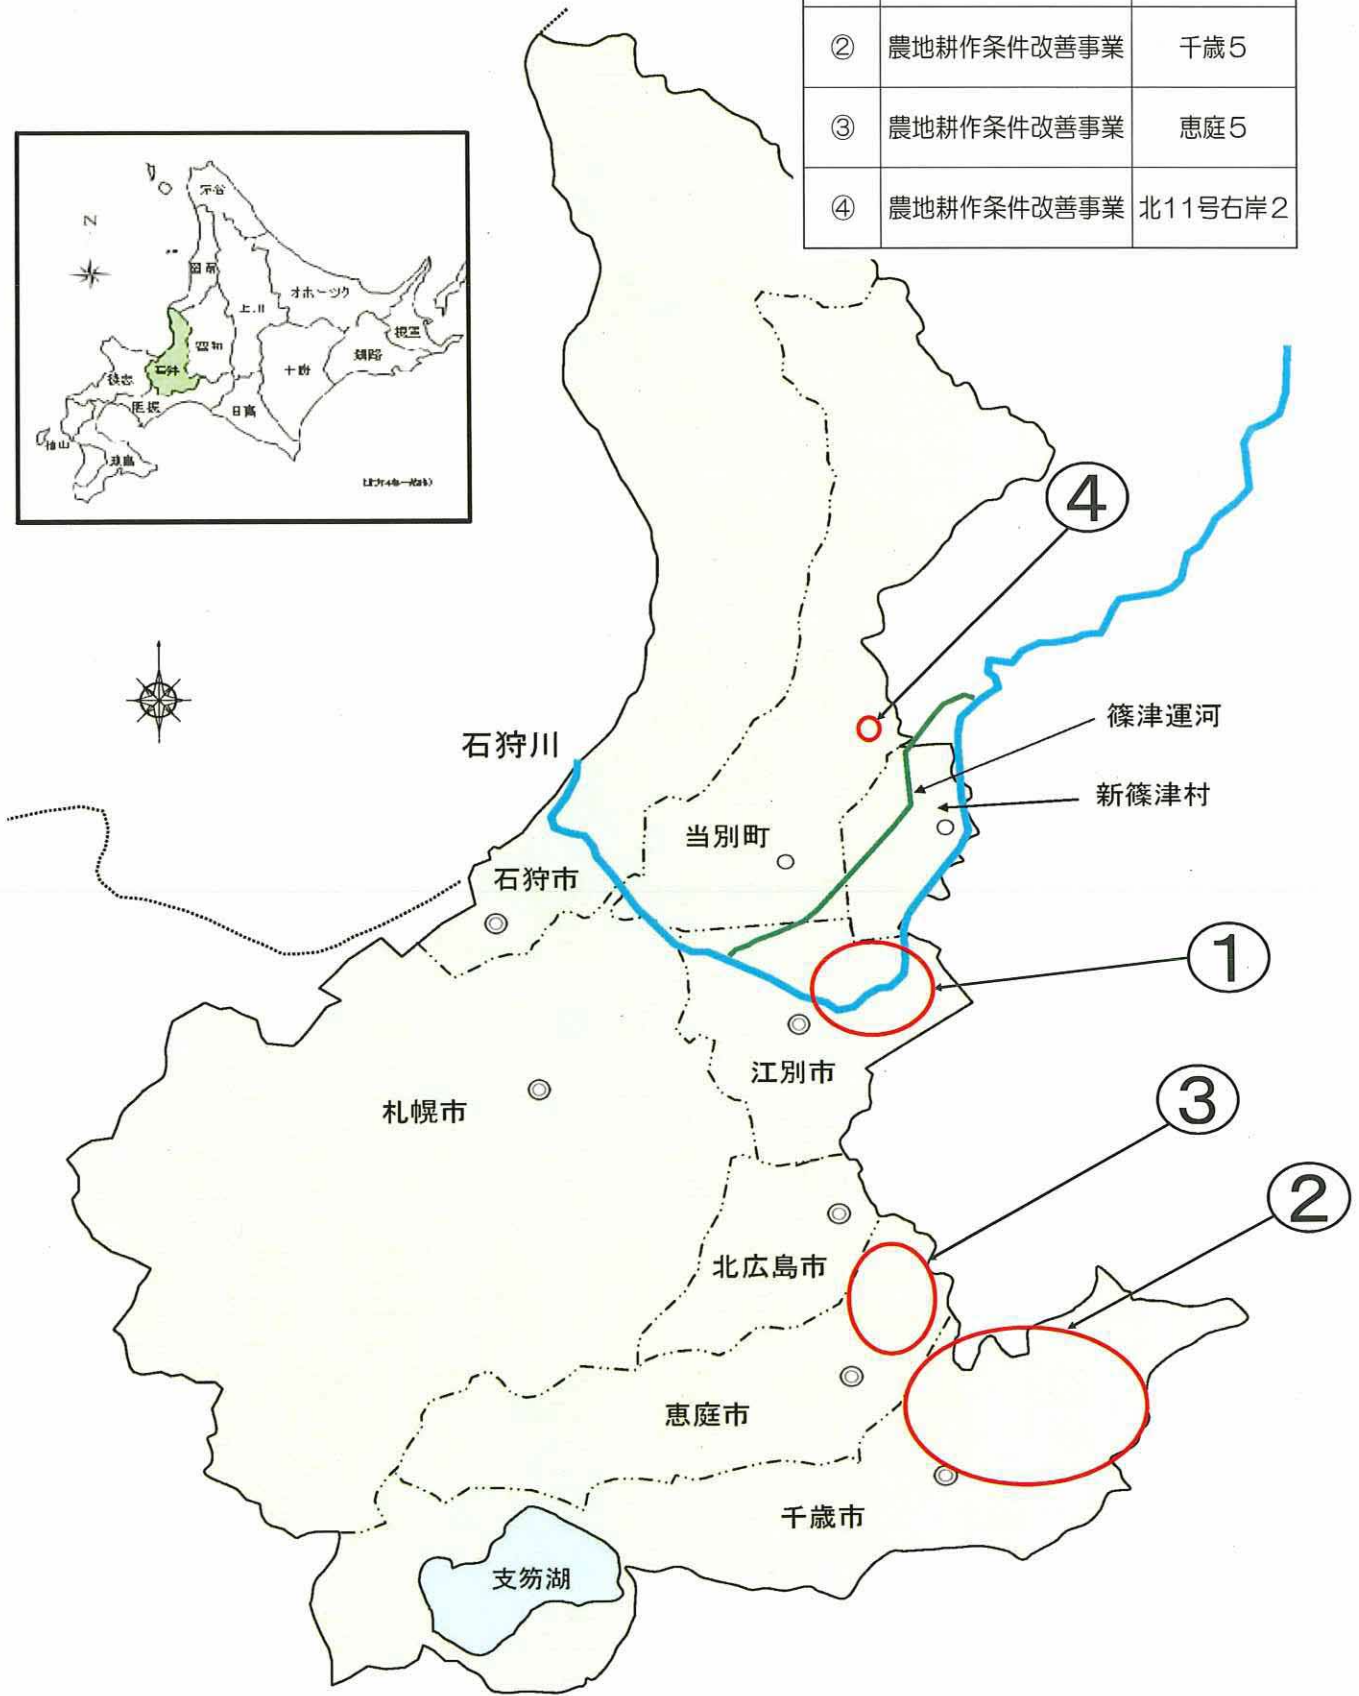 ② 農地耕作条件改善事業 千歳5
③ 農地耕作条件改善事業 恵庭5
④ 農地耕作条件改善事業 北11号右岸2
N
オホーツク
上川
空知
根室
釧路
十勝
石狩
後志
胆振
日高
檜山
渡島
④
篠津運河
石狩川
新篠津村
当別町
石狩市
①
江別市
札幌市
③
②
北広島市
恵庭市
千歳市
支笏湖